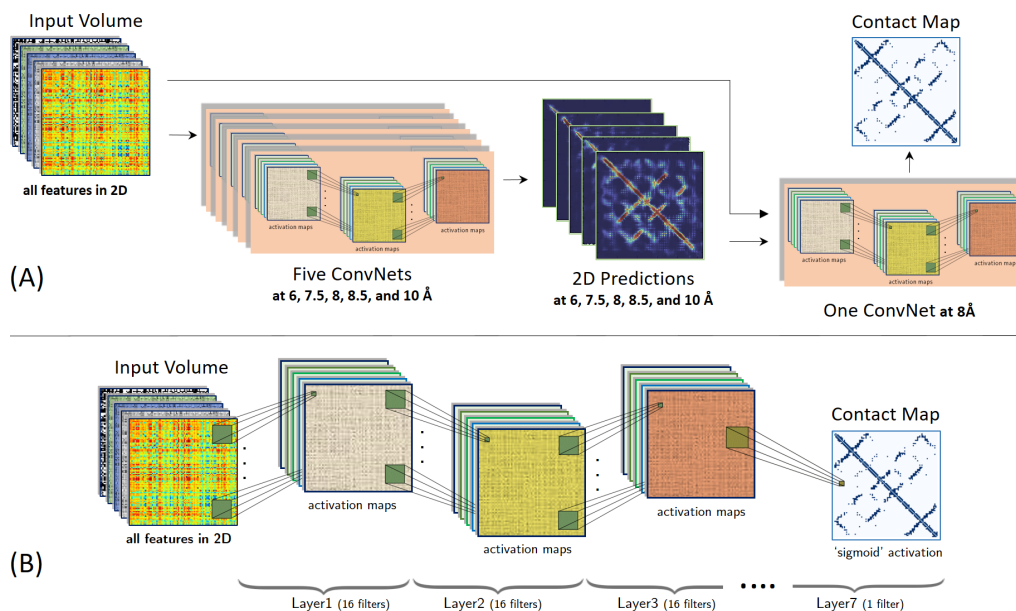 Input Volume
all features in 2D
activation maps
activation maps
activation maps
Five ConvNets
at 6, 7.5, 8, 8.5, and 10 Å
2D Predictions
at 6, 7.5, 8, 8.5, and 10 Å
Contact Map
activation maps
activation maps
activation maps
One ConvNet at 8Å
(A)
Input Volume
all features in 2D
activation maps
activation maps
activation maps
Contact Map
'sigmoid' activation
(B)
Layer1 (16 filters)
Layer2 (16 filters)
Layer3 (16 filters)
Layer7 (1 filter)